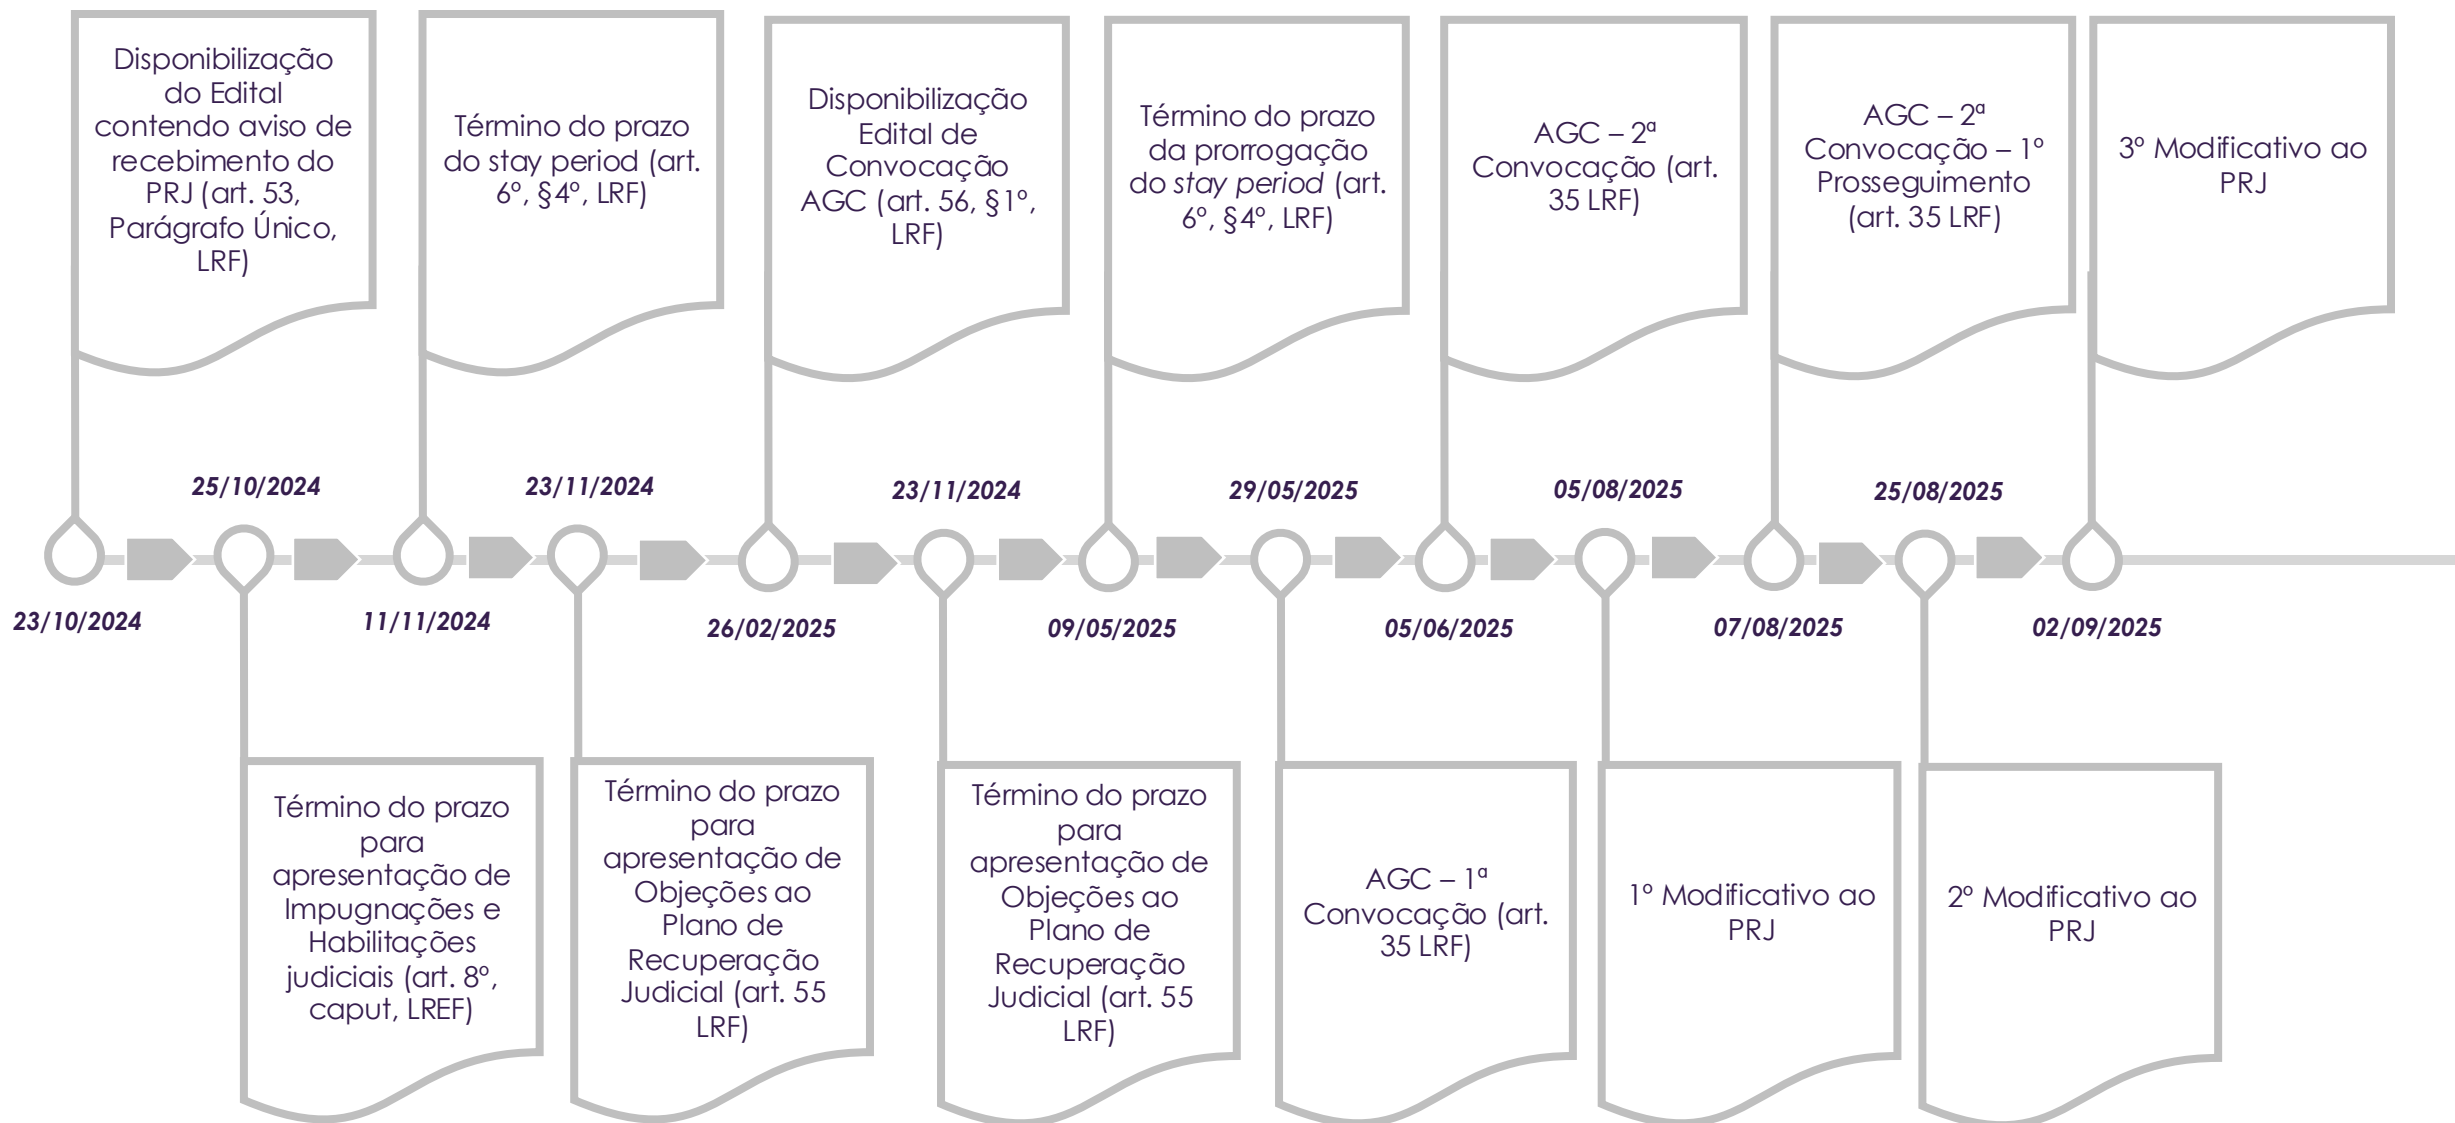 Disponibilização
do Edital
contendo aviso de
recebimento do
PRJ (art. 53,
Parágrafo Único,
LRF)
Término do prazo
do stay period (art.
6º, §4º, LRF)
Disponibilização
Edital de
Convocação
AGC (art. 56, §1º,
LRF)
Término do prazo
da prorrogação
do stay period (art.
6º, §4º, LRF)
AGC – 2ª
Convocação (art.
35 LRF)
AGC – 2ª
Convocação – 1º
Prosseguimento
(art. 35 LRF)
3º Modificativo ao
PRJ
25/10/2024
23/11/2024
23/11/2024
29/05/2025
05/08/2025
25/08/2025
23/10/2024
11/11/2024
26/02/2025
09/05/2025
05/06/2025
07/08/2025
02/09/2025
Término do prazo
para
apresentação de
Impugnações e
Habilitações
judiciais (art. 8º,
caput, LREF)
Término do prazo
para
apresentação de
Objeções ao
Plano de
Recuperação
Judicial (art. 55
LRF)
Término do prazo
para
apresentação de
Objeções ao
Plano de
Recuperação
Judicial (art. 55
LRF)
AGC – 1ª
Convocação (art.
35 LRF)
1º Modificativo ao
PRJ
2º Modificativo ao
PRJ